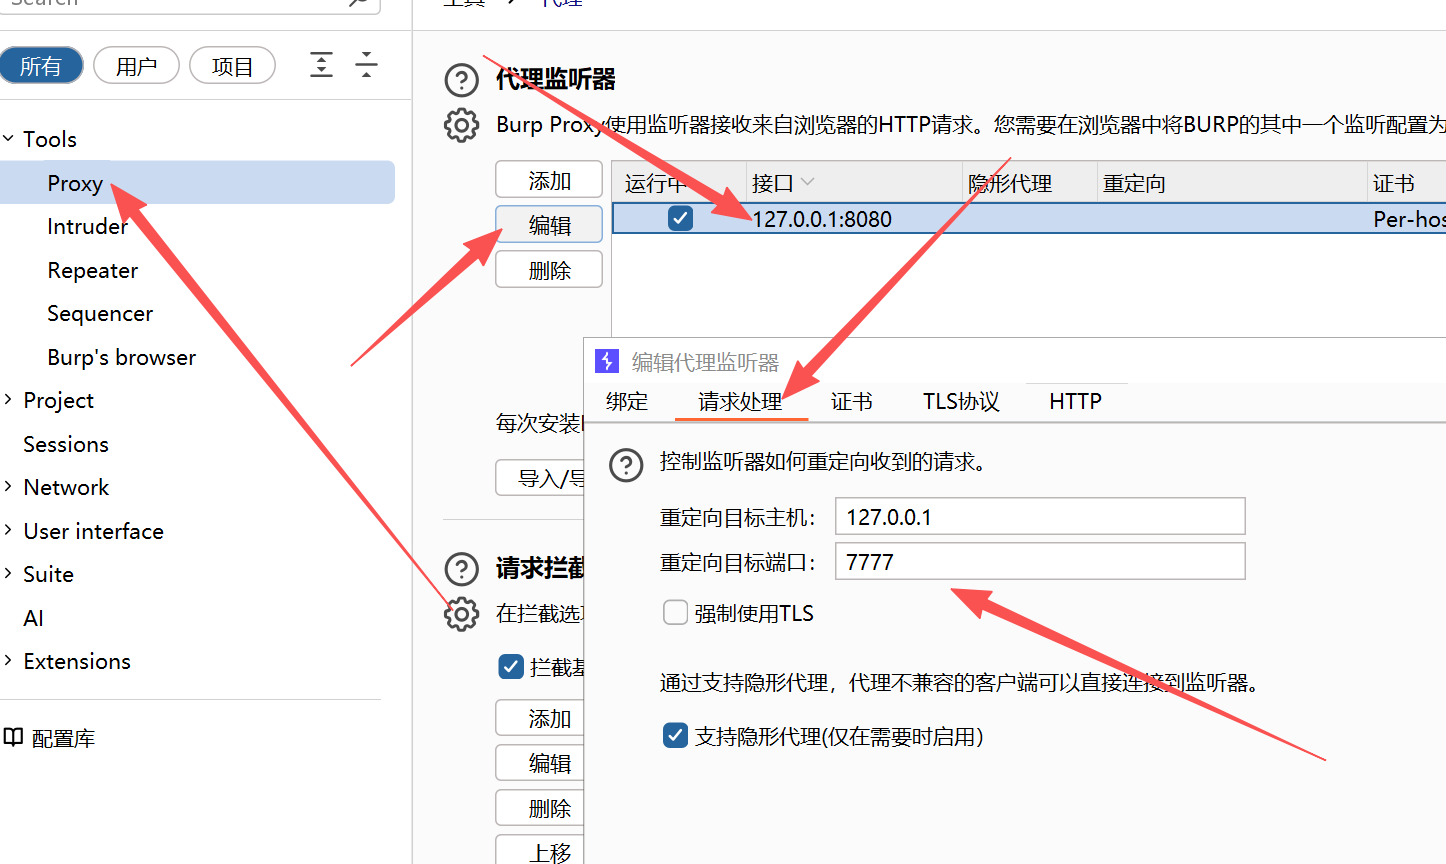 Search
所有 用户 项目
Tools
Proxy
Intruder
Repeater
Sequencer
Burp's browser
Project
Sessions
Network
User interface
Suite
AI
Extensions
配置库
工具 > 代理
代理监听器
Burp Proxy使用监听器接收来自浏览器的HTTP请求。您需要在浏览器中将BURP的其中一个监听配置为
添加
编辑
删除
运行中 接口 隐形代理 重定向 证书
127.0.0.1:8080 Per-hos
每次安装
导入/导
请求拦截
在拦截选项
拦截基
添加
编辑
删除
上移
编辑代理监听器
绑定 请求处理 证书 TLS协议 HTTP
控制监听器如何重定向收到的请求。
重定向目标主机: 127.0.0.1
重定向目标端口: 7777
强制使用TLS
通过支持隐形代理，代理不兼容的客户端可以直接连接到监听器。
支持隐形代理(仅在需要时启用)